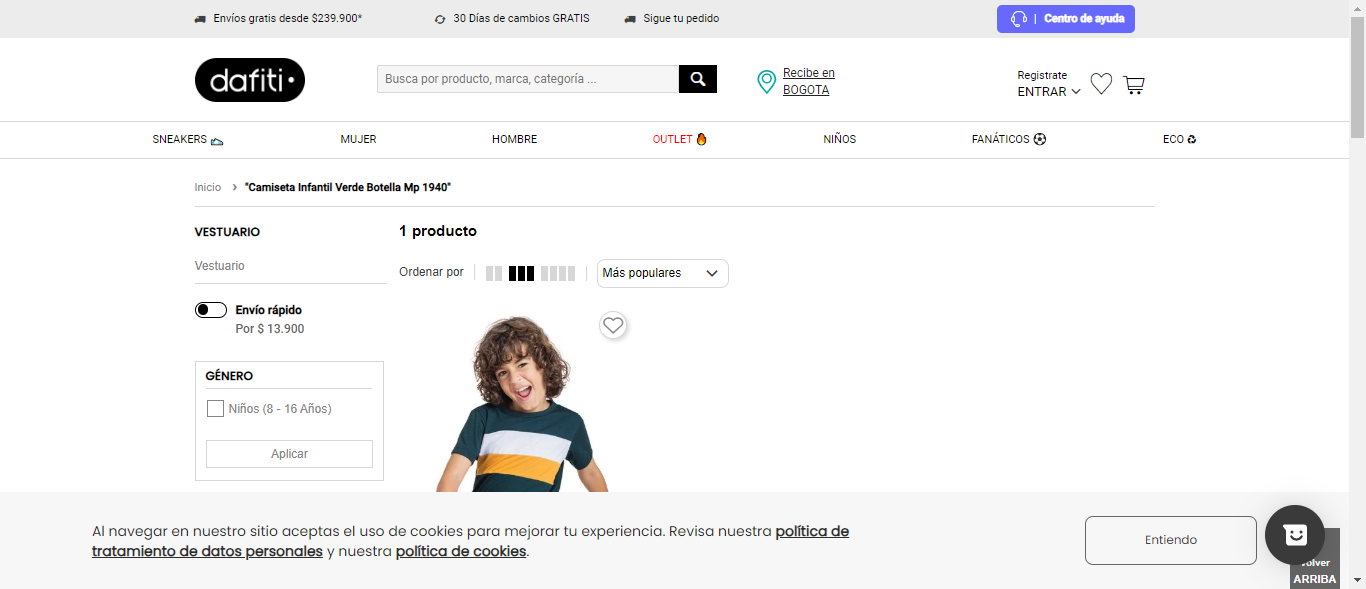 Envíos gratis desde $239.900*
30 Días de cambios GRATIS
Sigue tu pedido
| Centro de ayuda
dafiti
Busca por producto, marca, categoría ...
Recibe en
BOGOTA
Registrate
ENTRAR
SNEAKERS
MUJER
HOMBRE
OUTLET
NIÑOS
FANÁTICOS
ECO
Inicio > "Camiseta Infantil Verde Botella Mp 1940"
VESTUARIO
1 producto
Vestuario
Ordenar por
Más populares
Envío rápido
Por $ 13.900
GÉNERO
Niños (8 - 16 Años)
Aplicar
Al navegar en nuestro sitio aceptas el uso de cookies para mejorar tu experiencia. Revisa nuestra política de
tratamiento de datos personales y nuestra política de cookies.
Entiendo
volver
ARRIBA